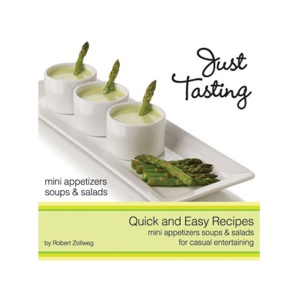 Just
Tasting
mini appetizers
soups & salads
Quick and Easy Recipes
mini appetizers soups & salads
for casual entertaining
by Robert Zollweg